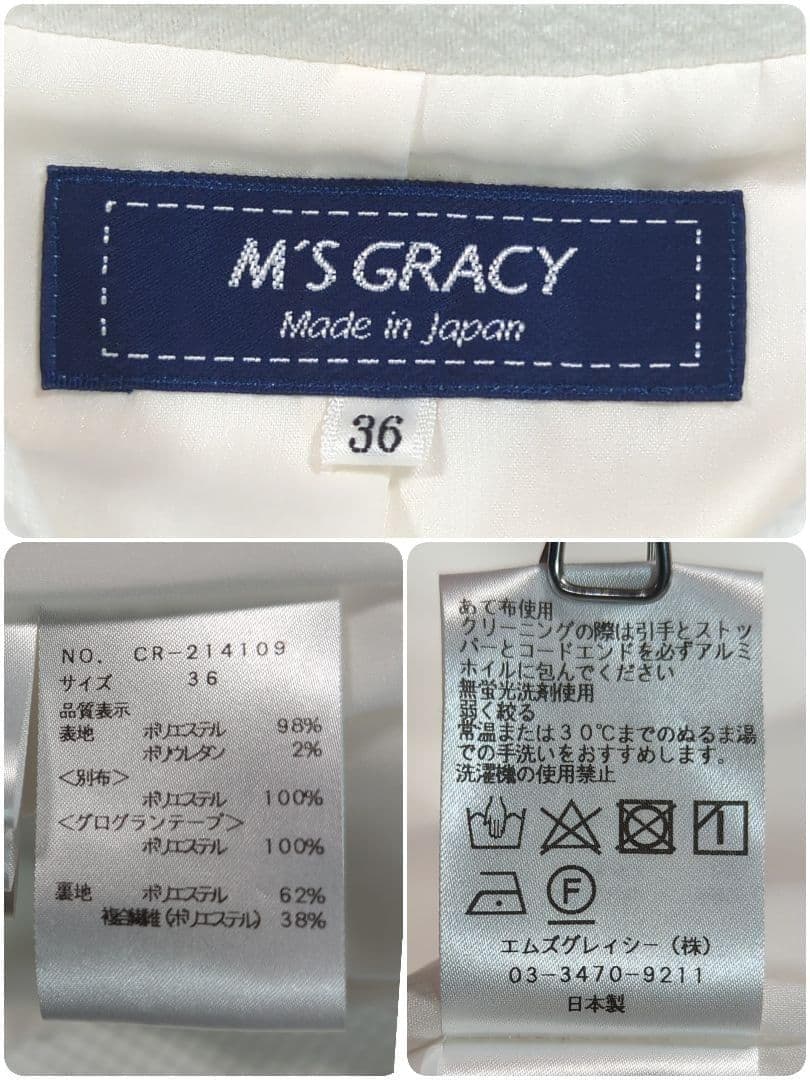 M'S GRACY
Made in Japan
36
NO. CR-214109
サイズ 36
品質表示
表地 ポリエステル 98%
ポリウレタン 2%
<別布>
ポリエステル 100%
<グログランテープ>
ポリエステル 100%
裏地 ポリエステル 62%
複合繊維(ポリエステル) 38%
あて布使用
クリーニングの際は引手とストッ
パーとコードエンドを必ずアルミ
ホイルに包んでください
無蛍光洗剤使用
弱く絞る
常温または30℃までのぬるま湯
での手洗いをおすすめします。
洗濯機の使用禁止
F
エムズグレイシー(株)
03-3470-9211
日本製